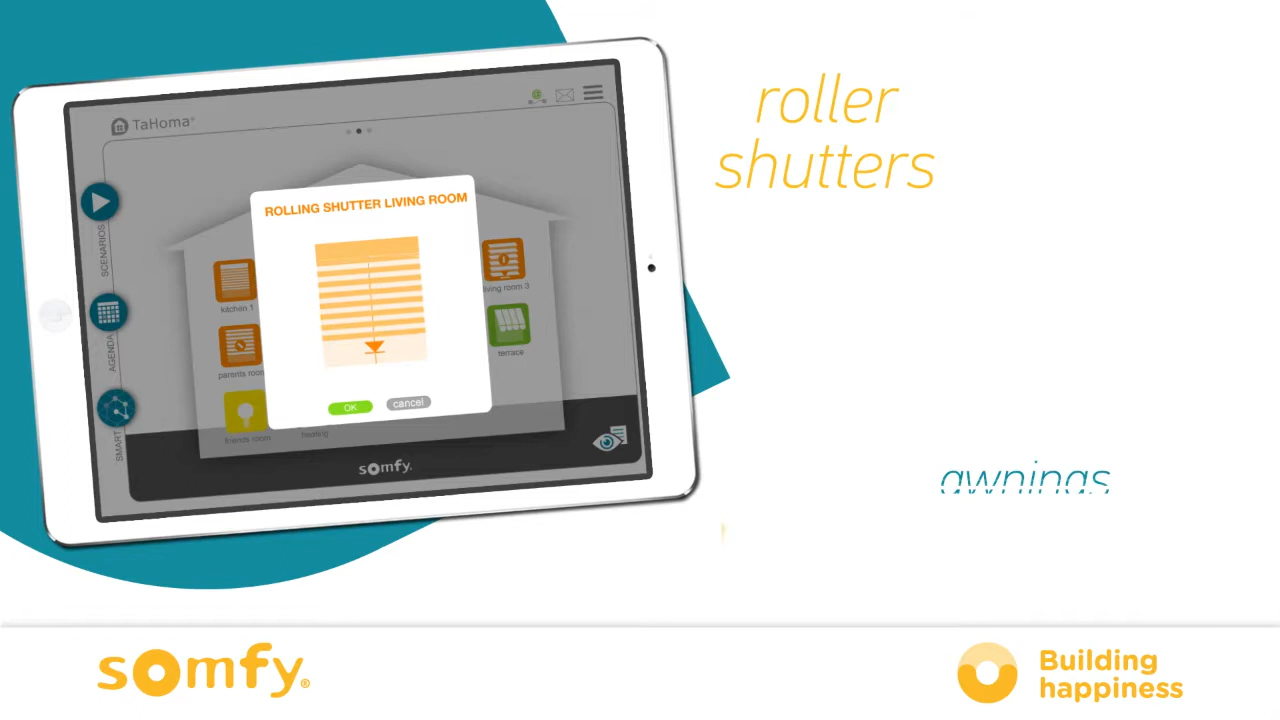 TaHoma®
SCENARIOS
AGENDA
SMART
ROLLING SHUTTER LIVING ROOM
kitchen 1
living room 3
parents room
terrace
friends room
heating
OK
cancel
somfy.
roller
shutters
awnings
somfy®
Building
happiness